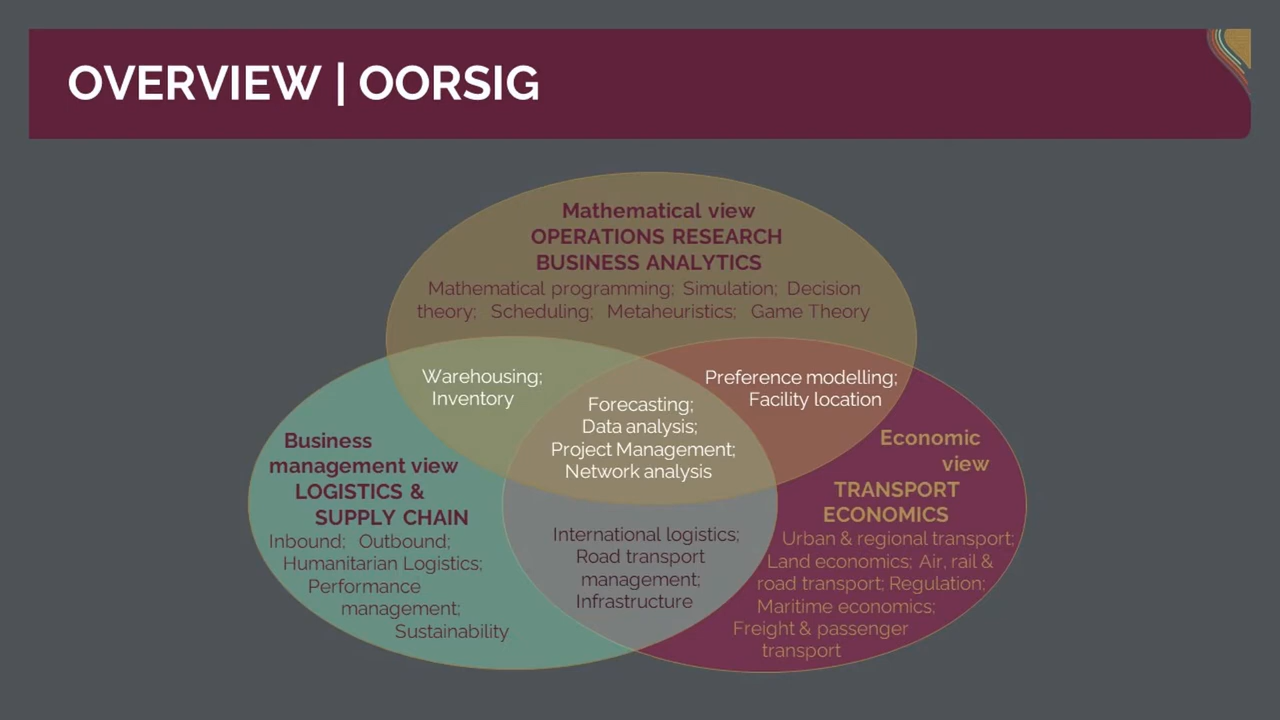 OVERVIEW | OORSIG
Mathematical view
OPERATIONS RESEARCH
BUSINESS ANALYTICS
Mathematical programming; Simulation; Decision
theory; Scheduling; Metaheuristics; Game Theory
Warehousing;
Inventory
Preference modelling;
Facility location
Forecasting;
Data analysis;
Project Management;
Network analysis
Business
management view
LOGISTICS &
SUPPLY CHAIN
Inbound; Outbound;
Humanitarian Logistics;
Performance
management;
Sustainability
International logistics;
Road transport
management;
Infrastructure
Economic
view
TRANSPORT
ECONOMICS
Urban & regional transport;
Land economics; Air, rail &
road transport; Regulation;
Maritime economics;
Freight & passenger
transport